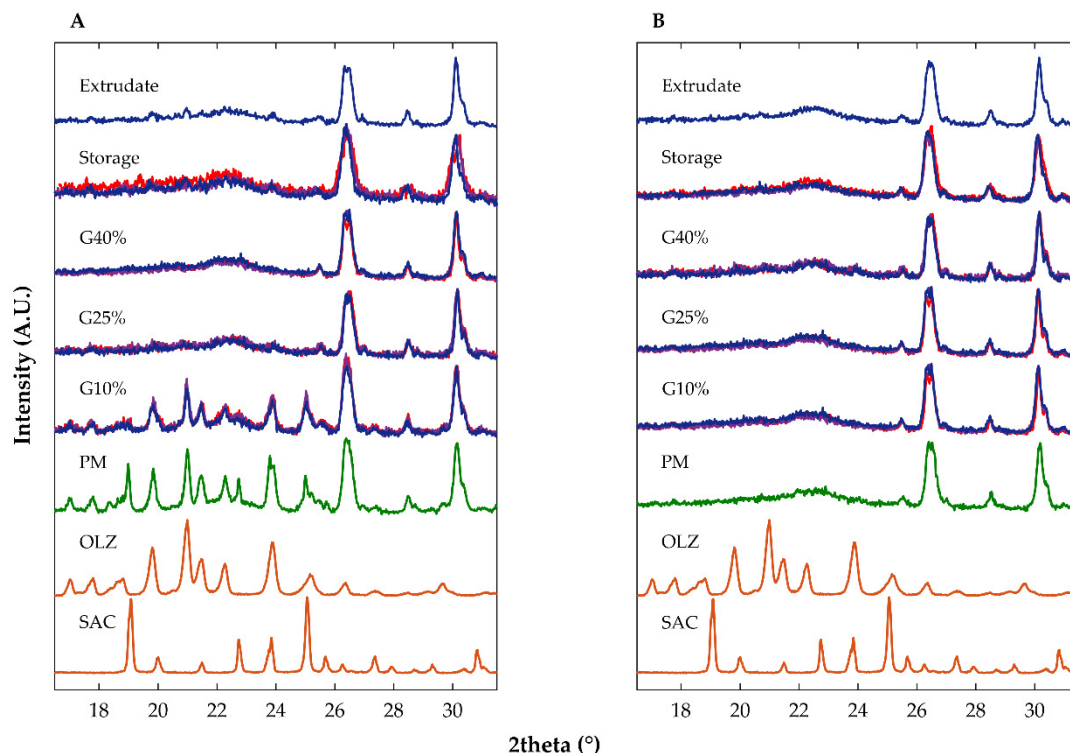 A
B
Intensity (A.U.)
Extrudate
Storage
G40%
G25%
G10%
PM
OLZ
SAC
18 20 22 24 26 28 30
Extrudate
Storage
G40%
G25%
G10%
PM
OLZ
SAC
18 20 22 24 26 28 30
2theta (°)